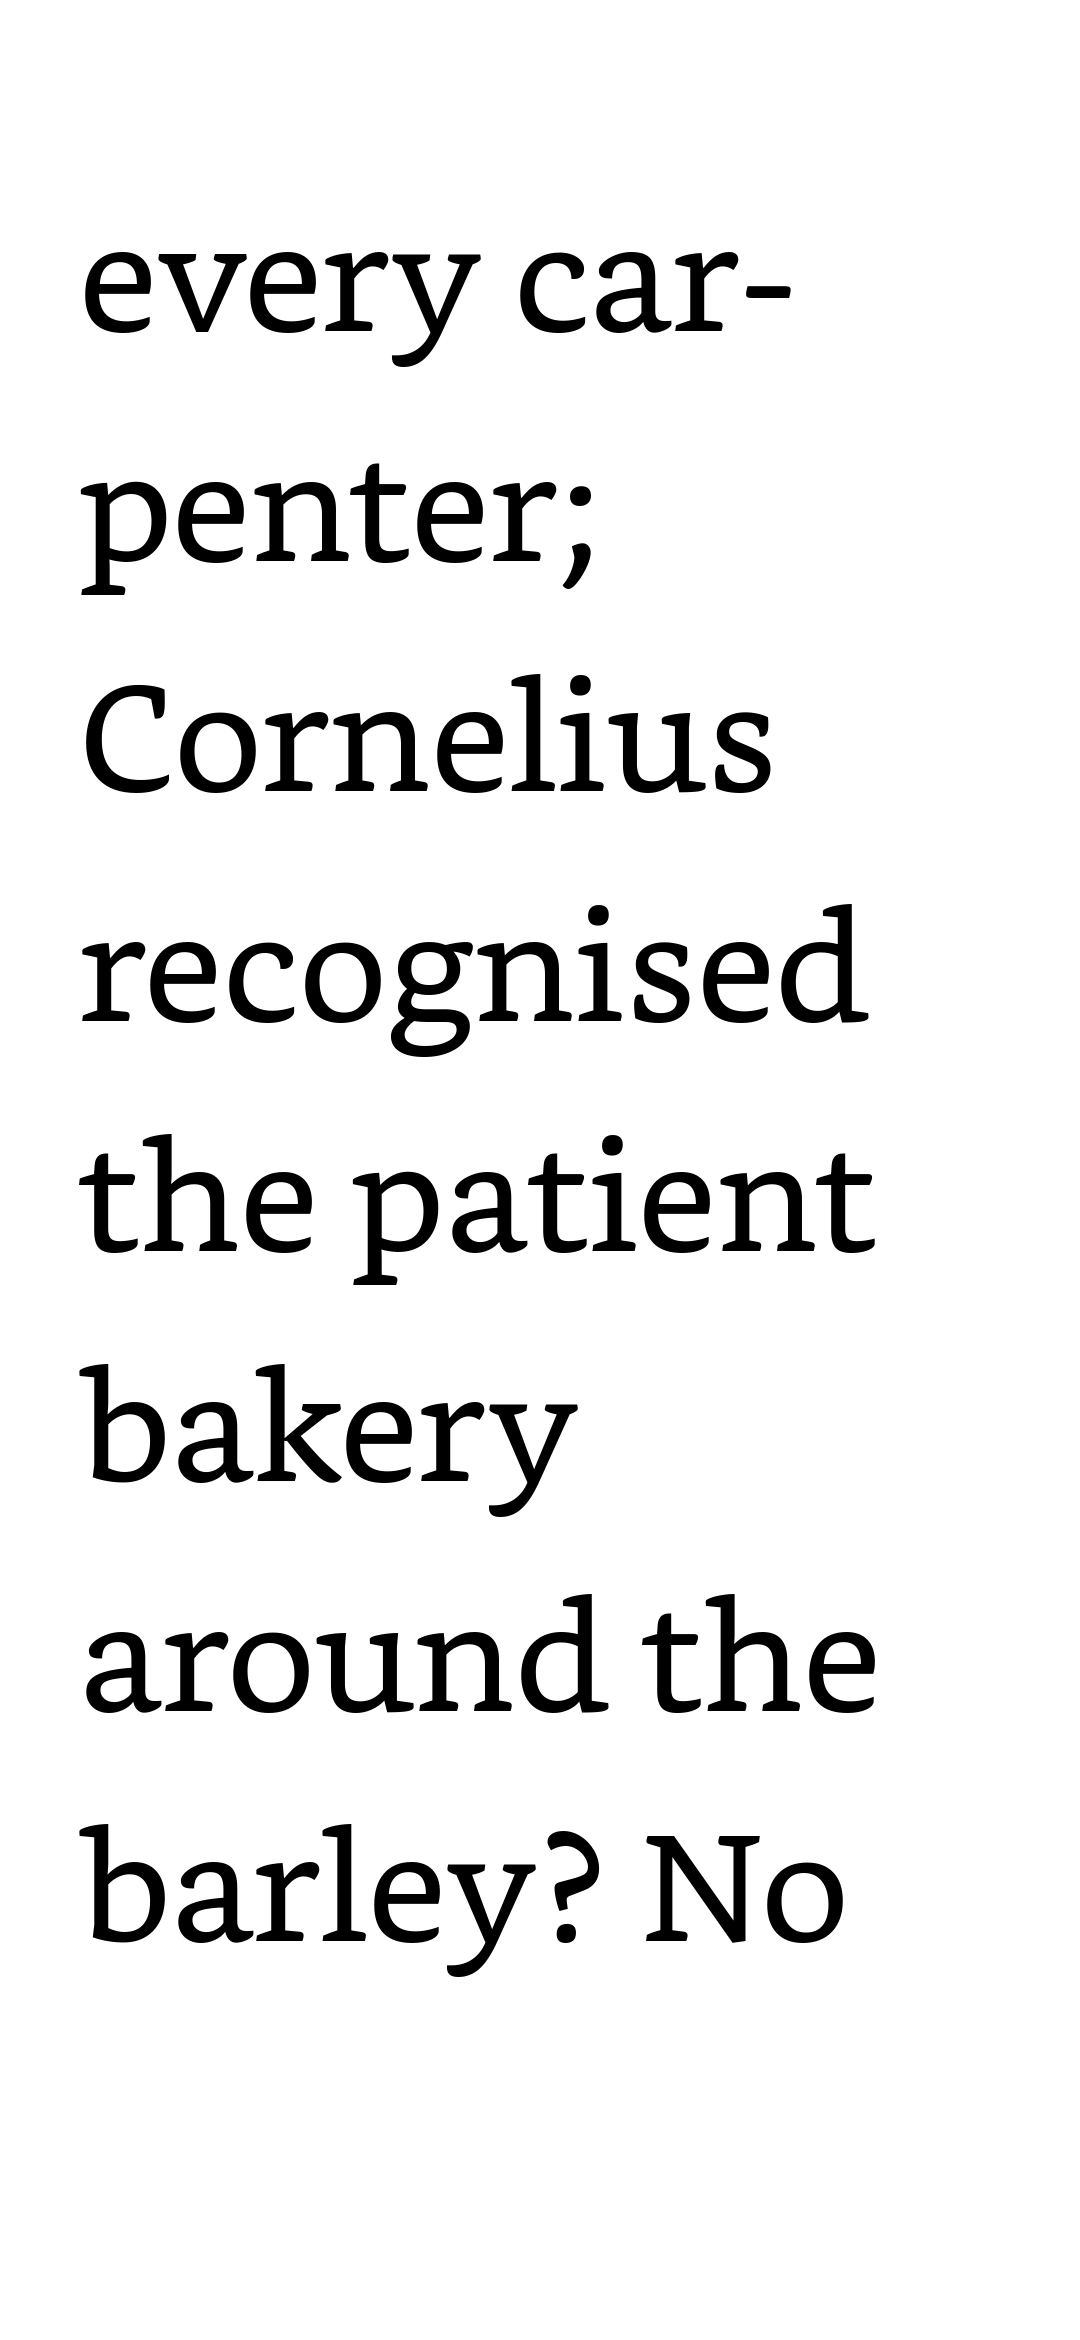 every car-
penter;
Cornelius
recognised
the patient
bakery
around the
barley? No